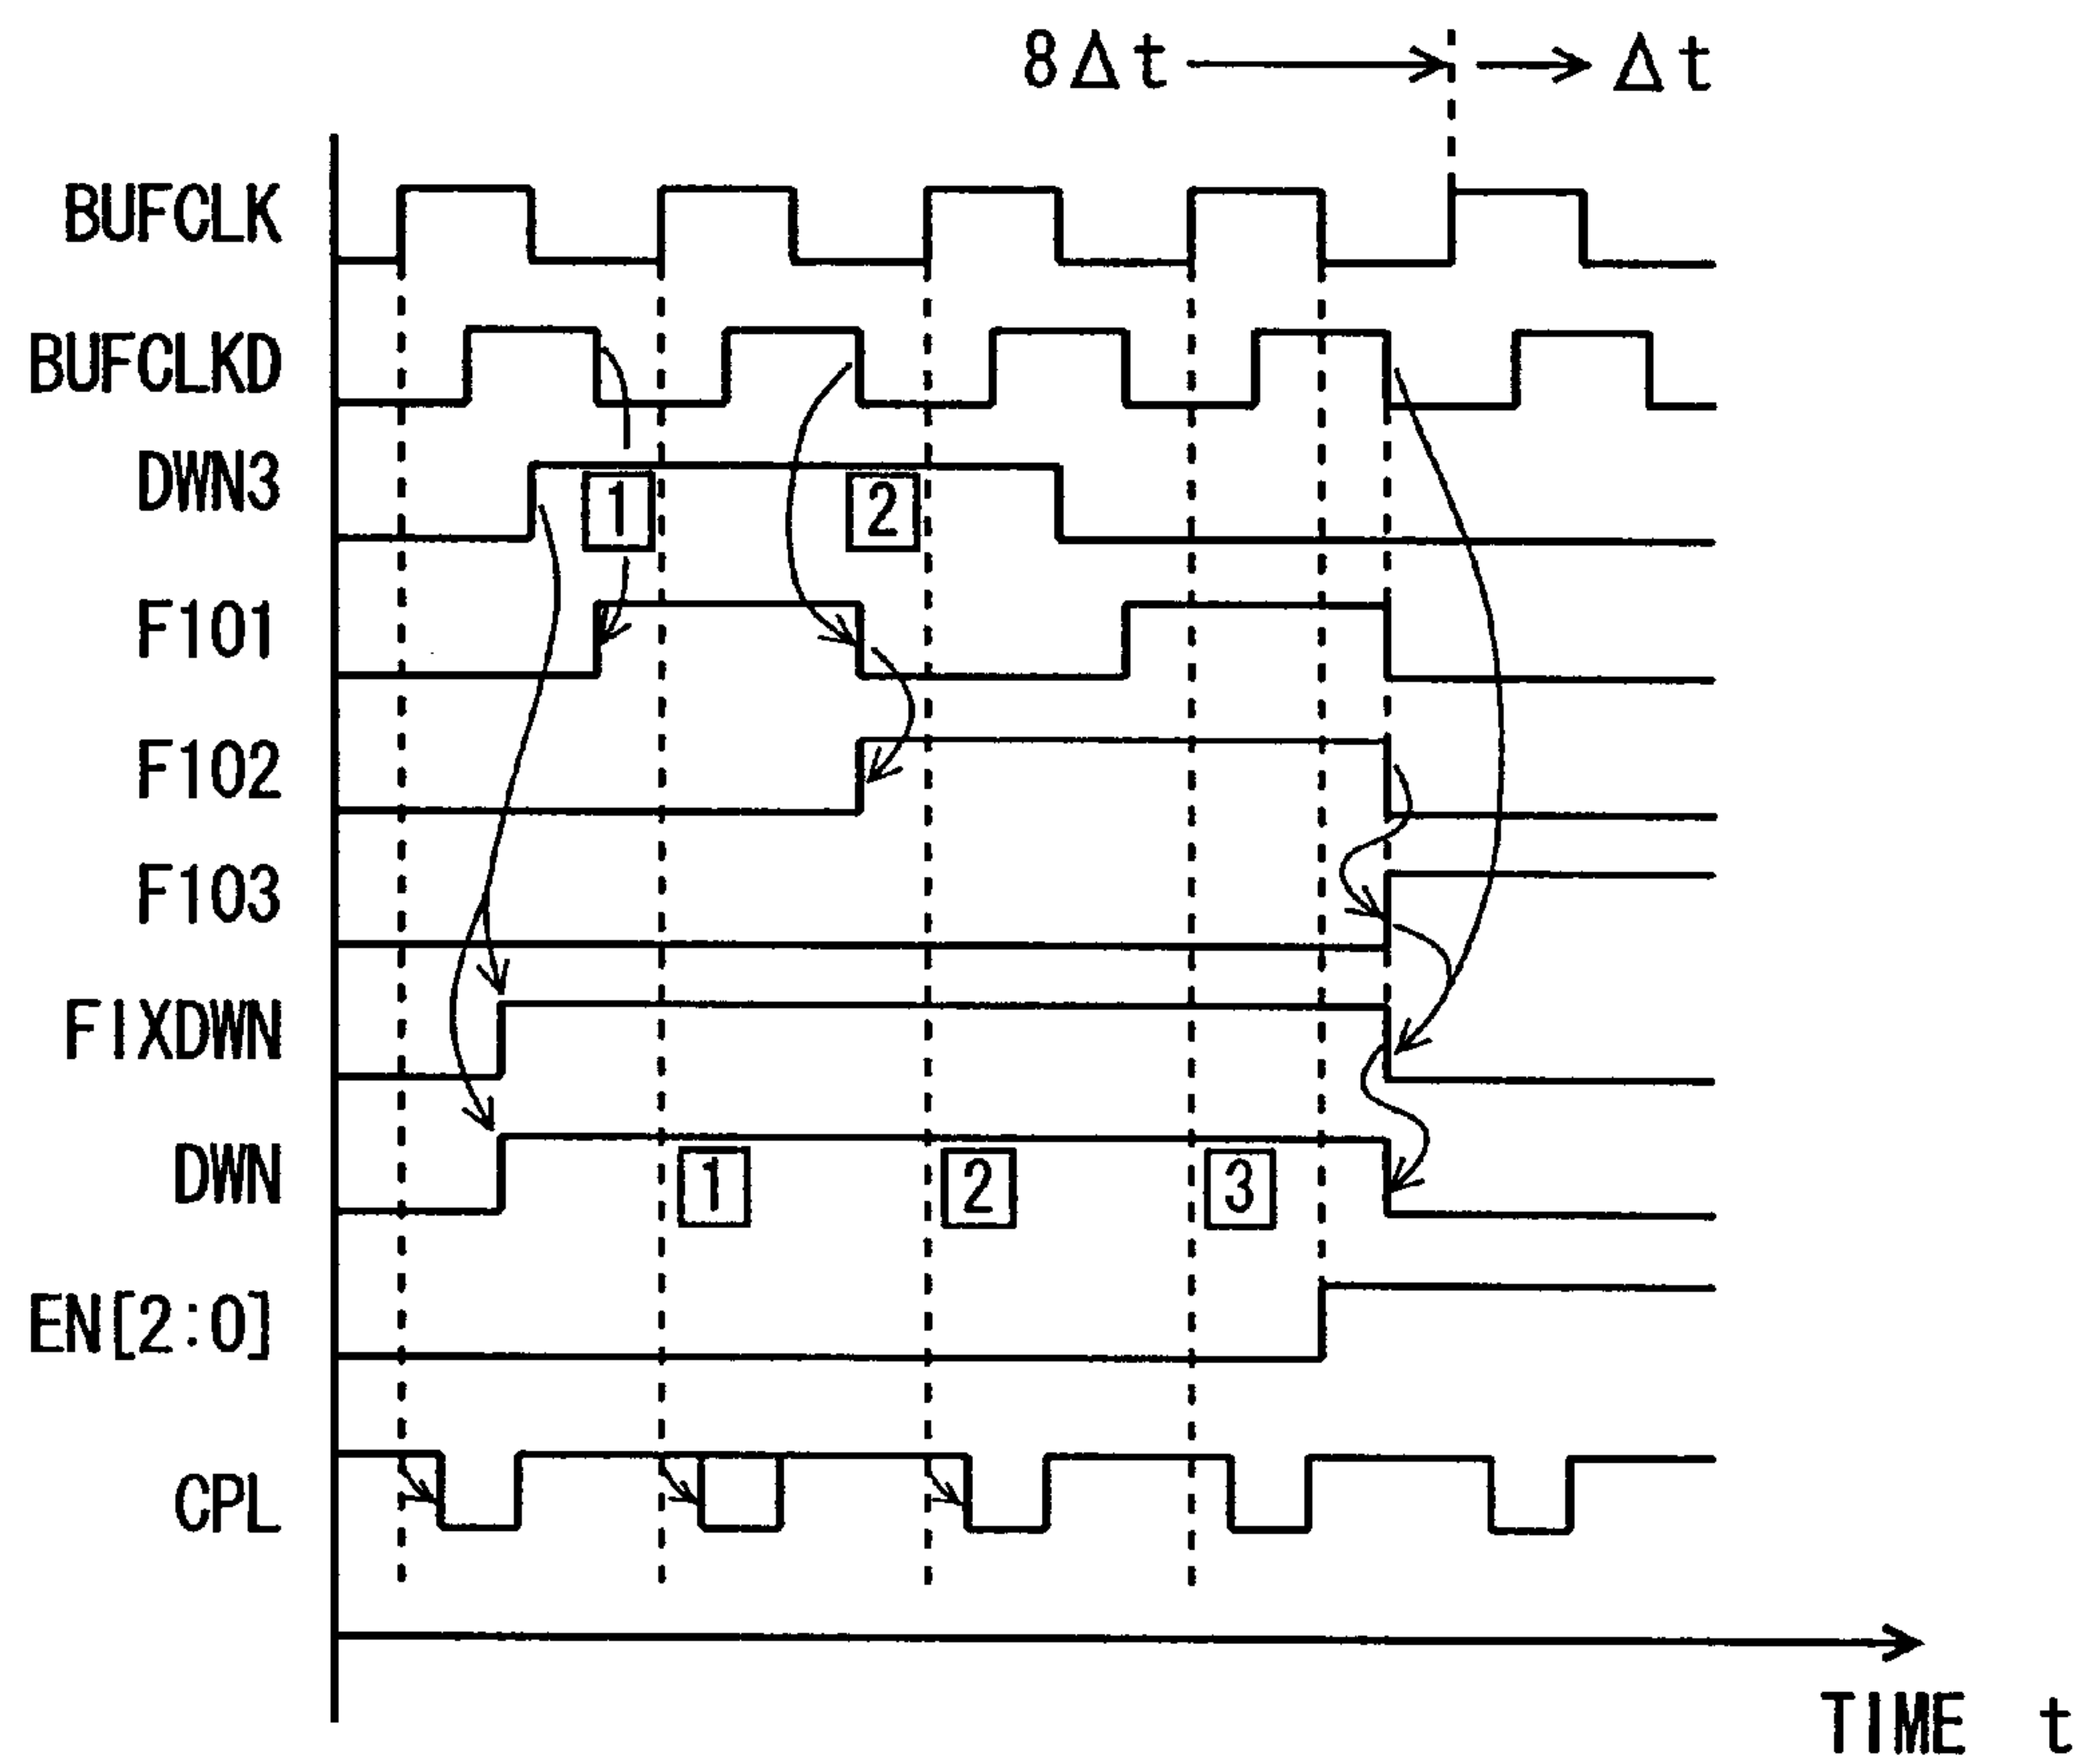 8Δt Δt
BUFCLK
BUFCLKD
DWN3
1 2
F101
F102
F103
FIXDWN
DWN
1 2 3
EN[2:0]
CPL
TIME t